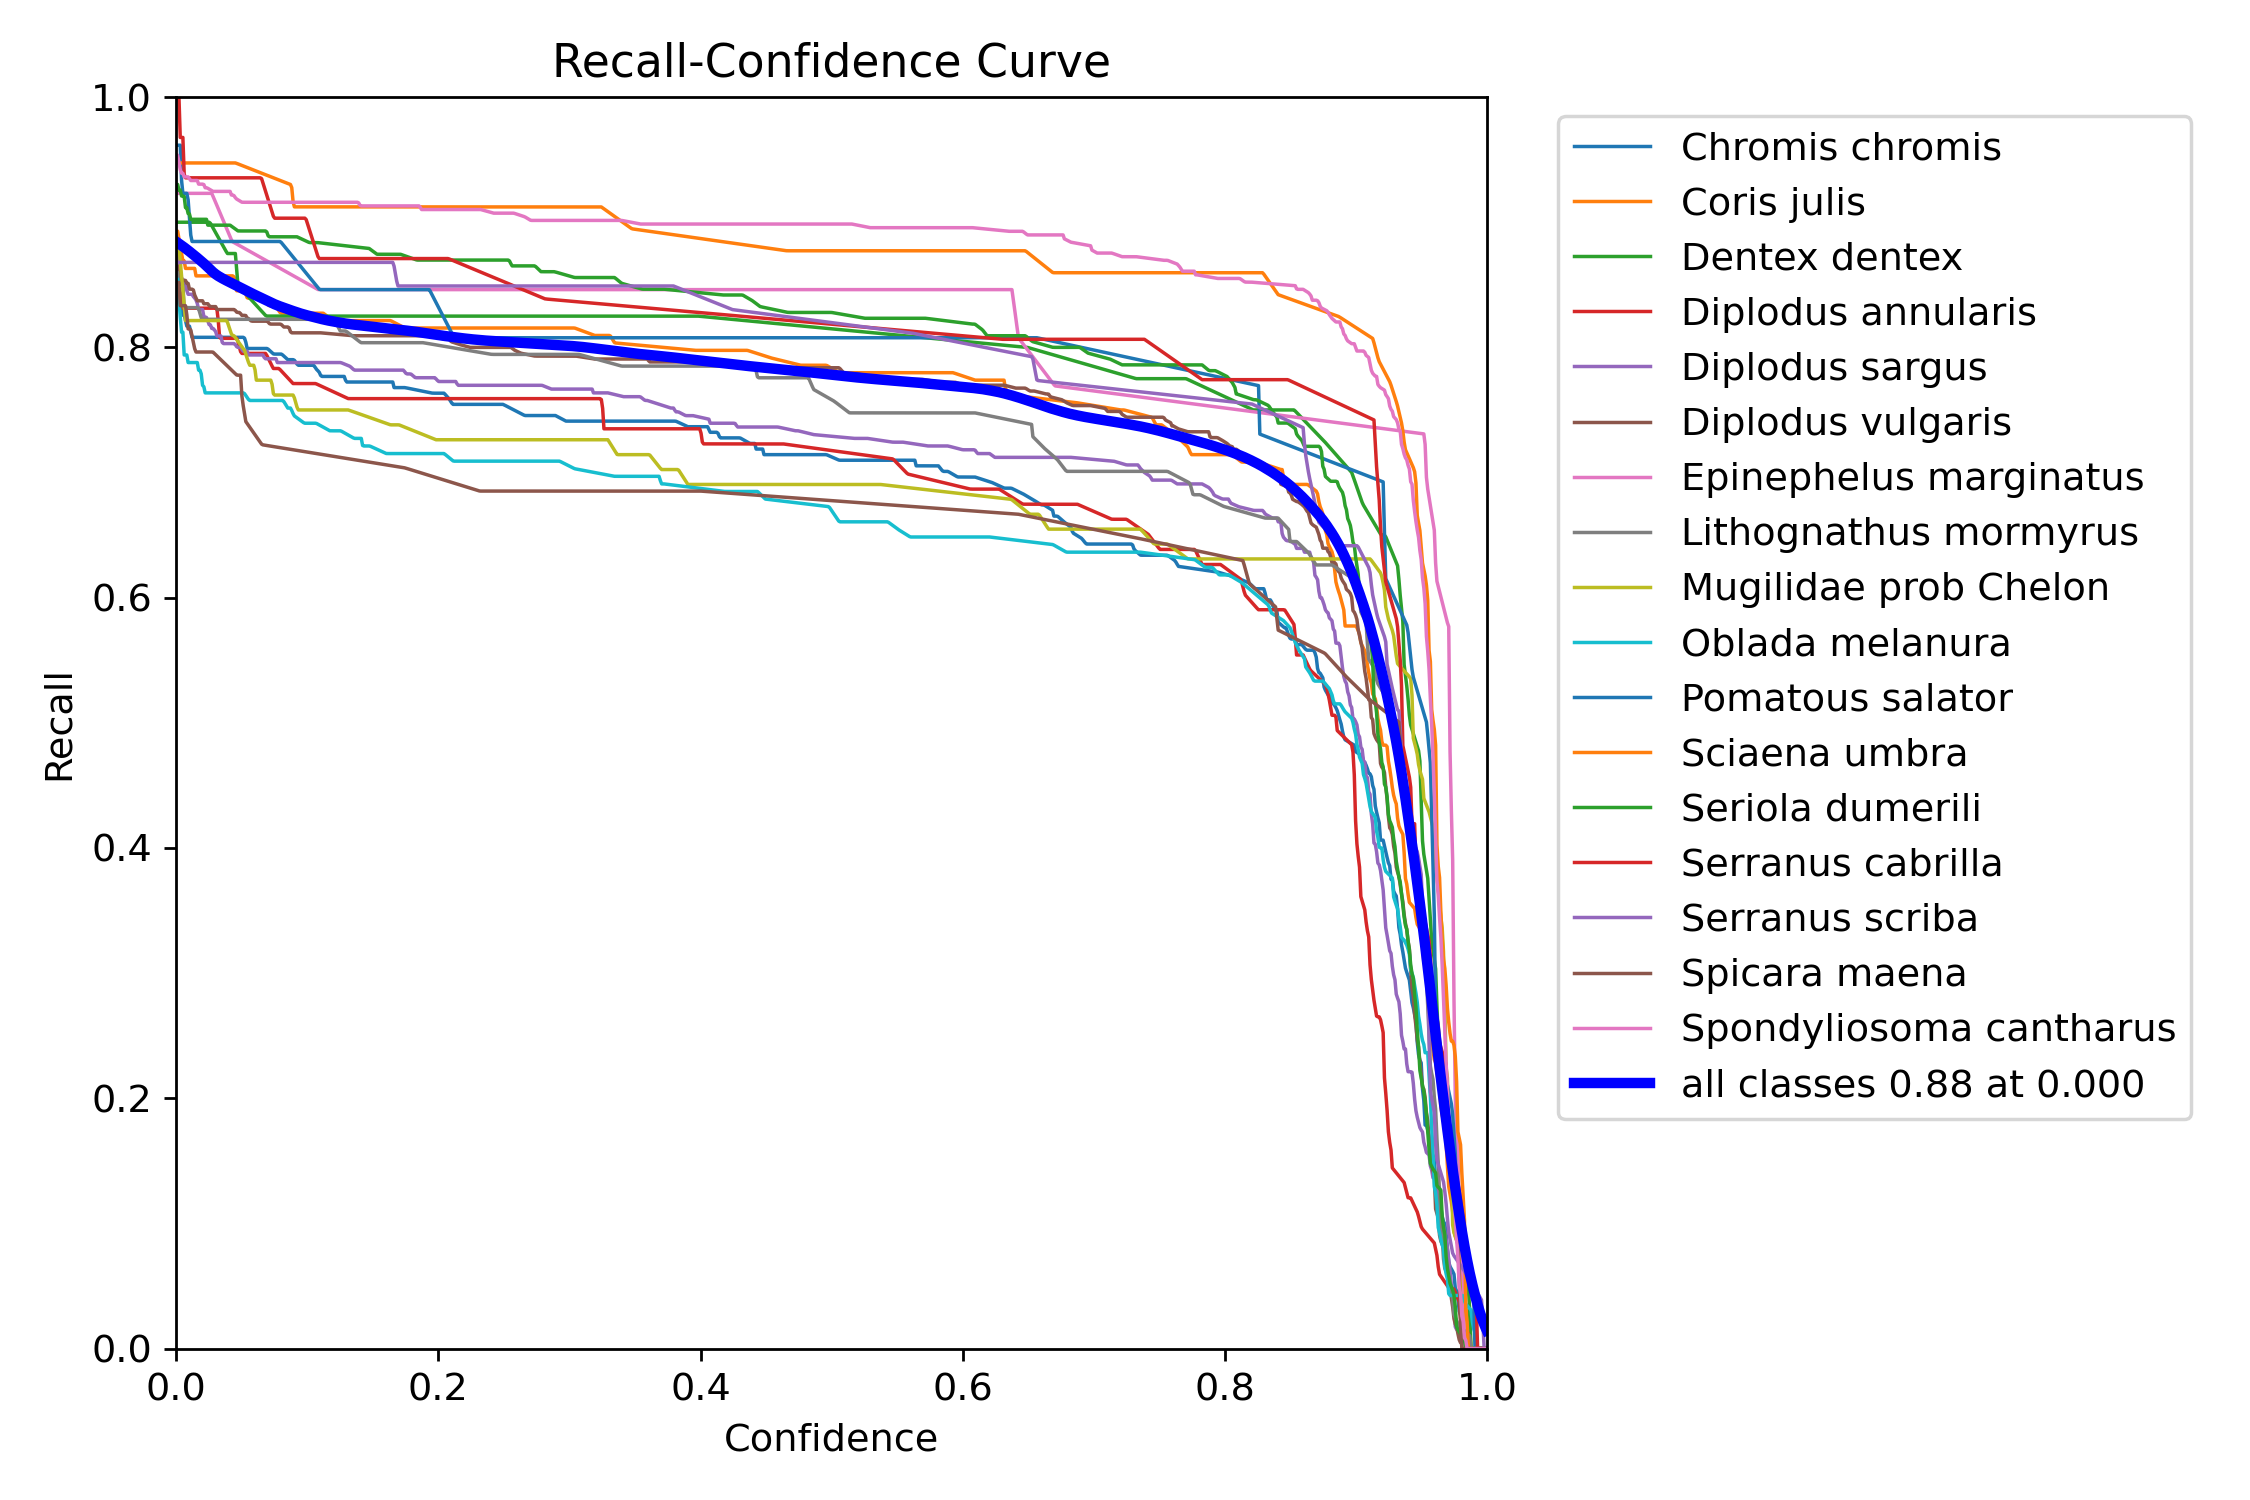 Recall-Confidence Curve
1.0
0.8
0.6
0.4
0.2
0.0
Recall
0.0 0.2 0.4 0.6 0.8 1.0
Confidence
Chromis chromis
Coris julis
Dentex dentex
Diplodus annularis
Diplodus sargus
Diplodus vulgaris
Epinephelus marginatus
Lithognathus mormyrus
Mugilidae prob Chelon
Oblada melanura
Pomatous salator
Sciaena umbra
Seriola dumerili
Serranus cabrilla
Serranus scriba
Spicara maena
Spondyliosoma cantharus
all classes 0.88 at 0.000